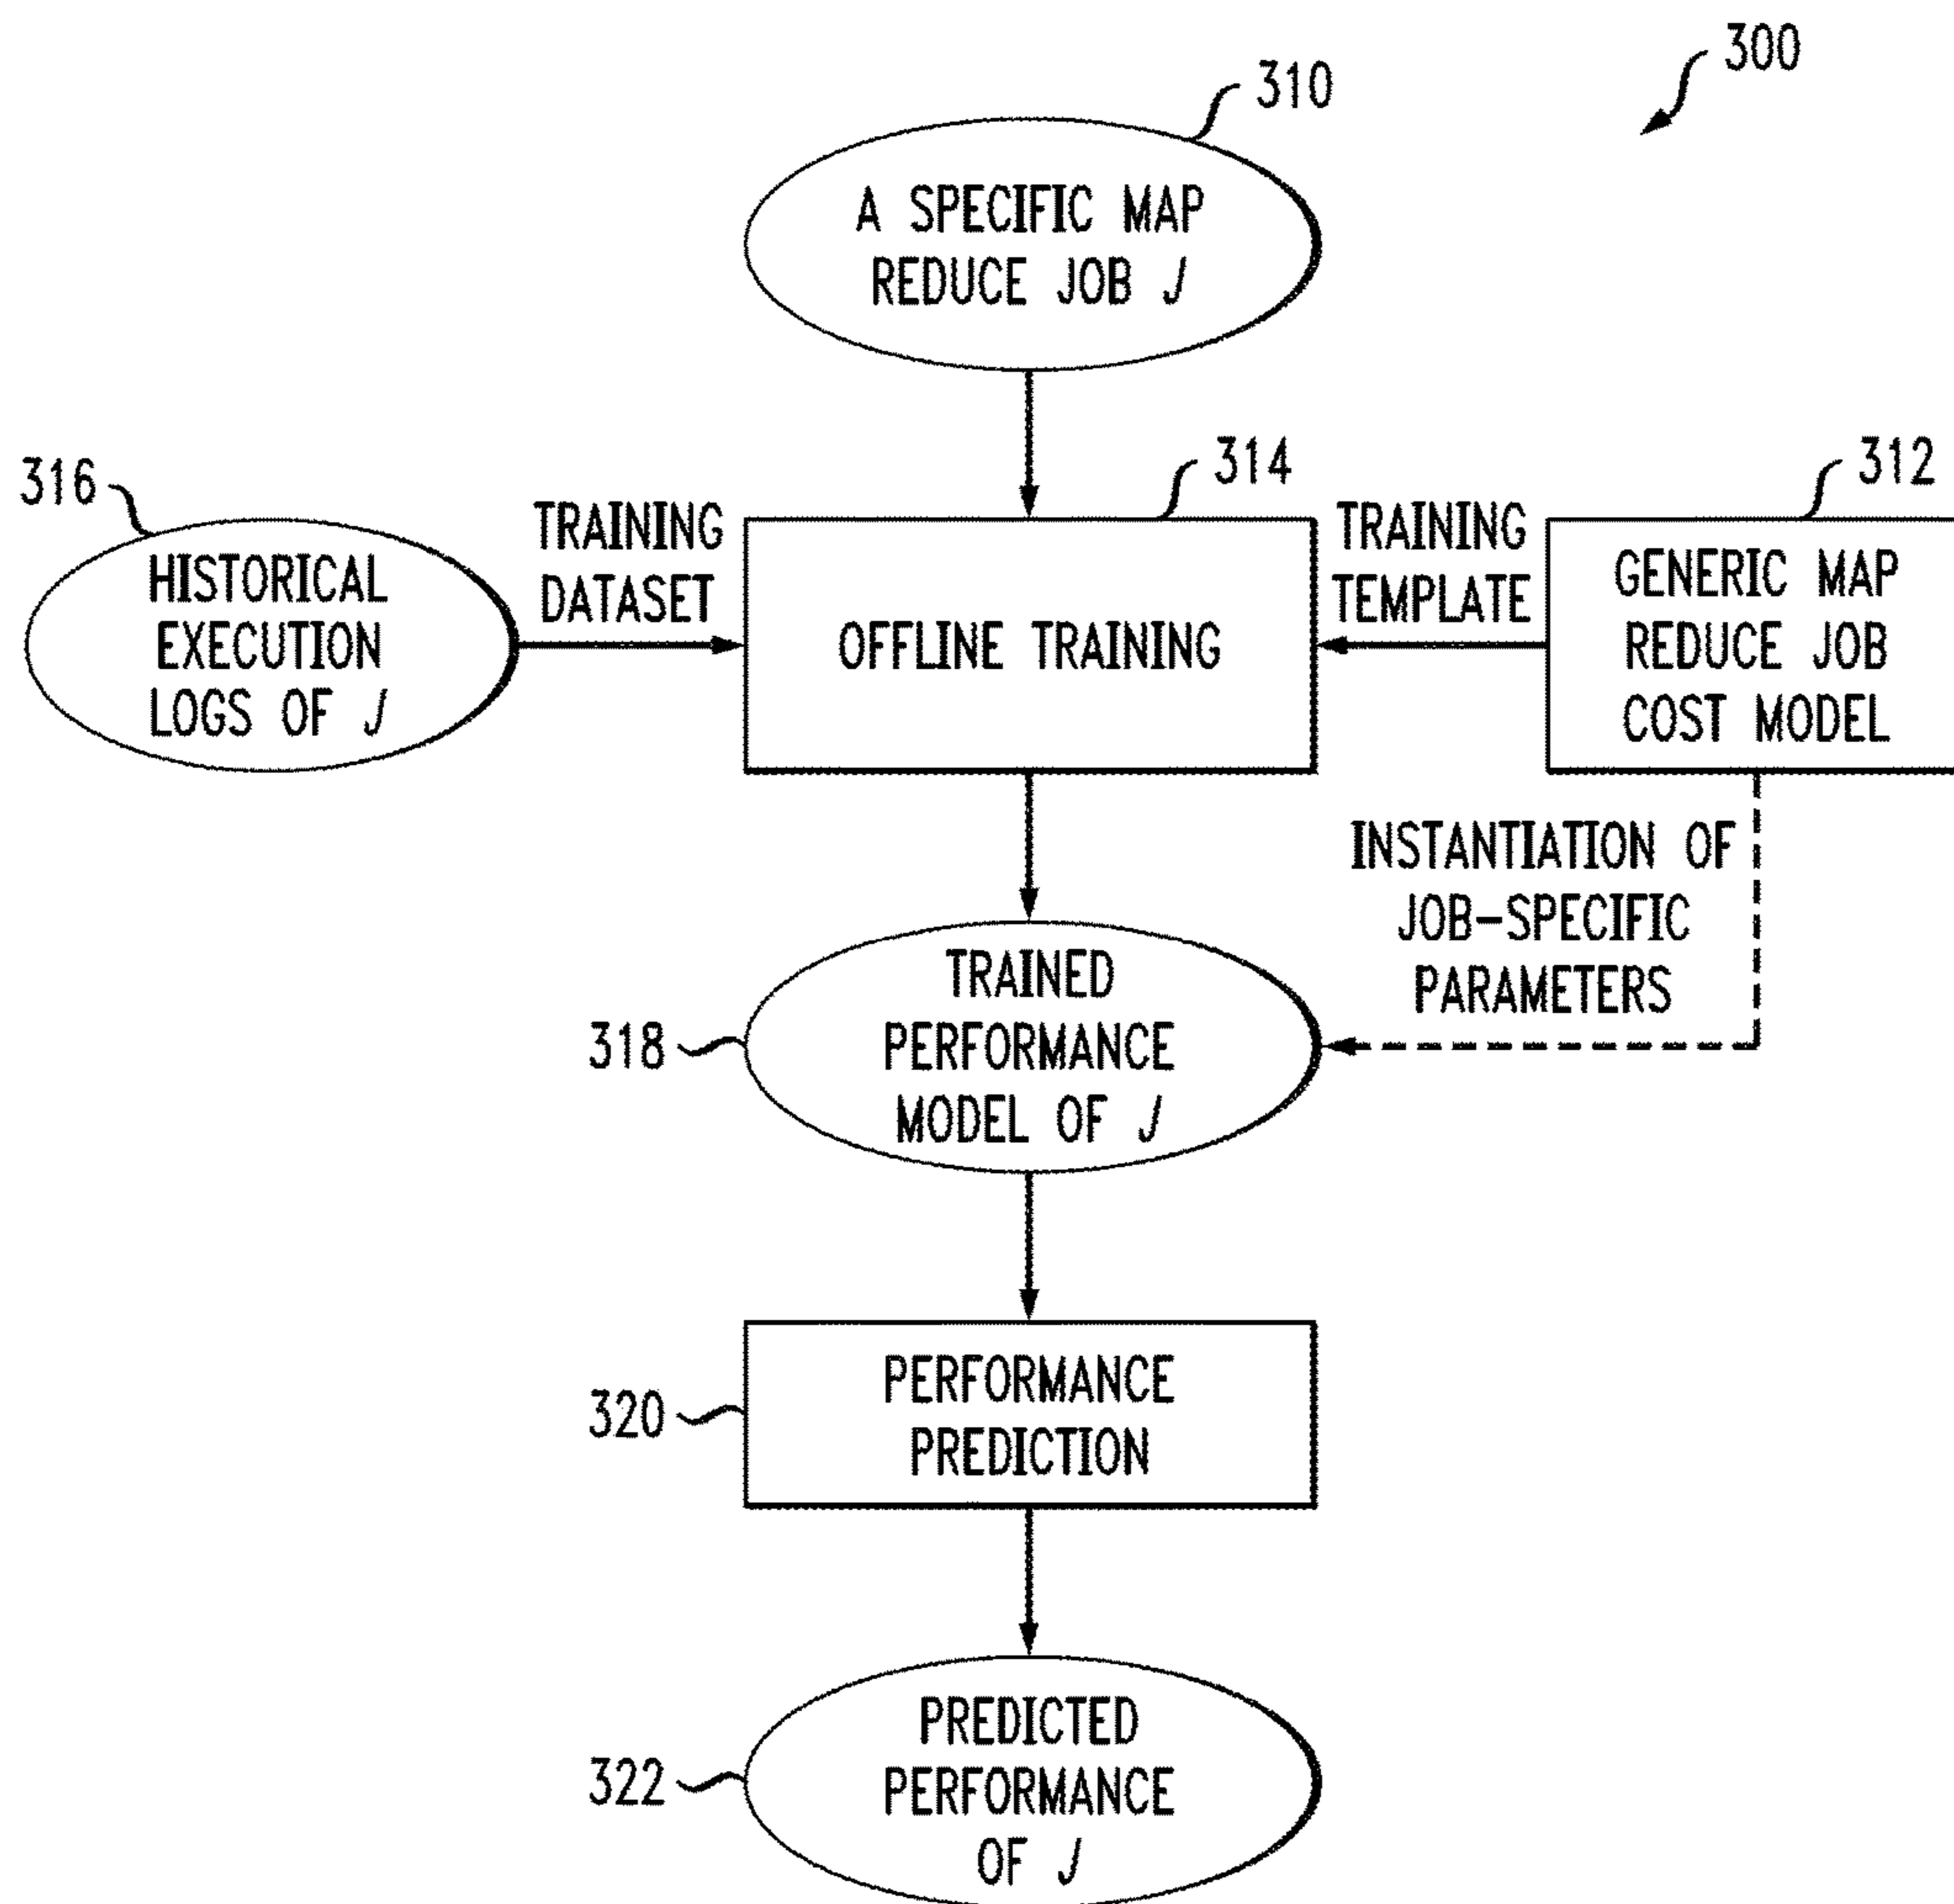 300
310
A SPECIFIC MAP
REDUCE JOB J
316
314
312
TRAINING
DATASET
TRAINING
TEMPLATE
HISTORICAL
EXECUTION
LOGS OF J
OFFLINE TRAINING
GENERIC MAP
REDUCE JOB
COST MODEL
INSTANTIATION OF
JOB-SPECIFIC
PARAMETERS
318
TRAINED
PERFORMANCE
MODEL OF J
320
PERFORMANCE
PREDICTION
322
PREDICTED
PERFORMANCE
OF J